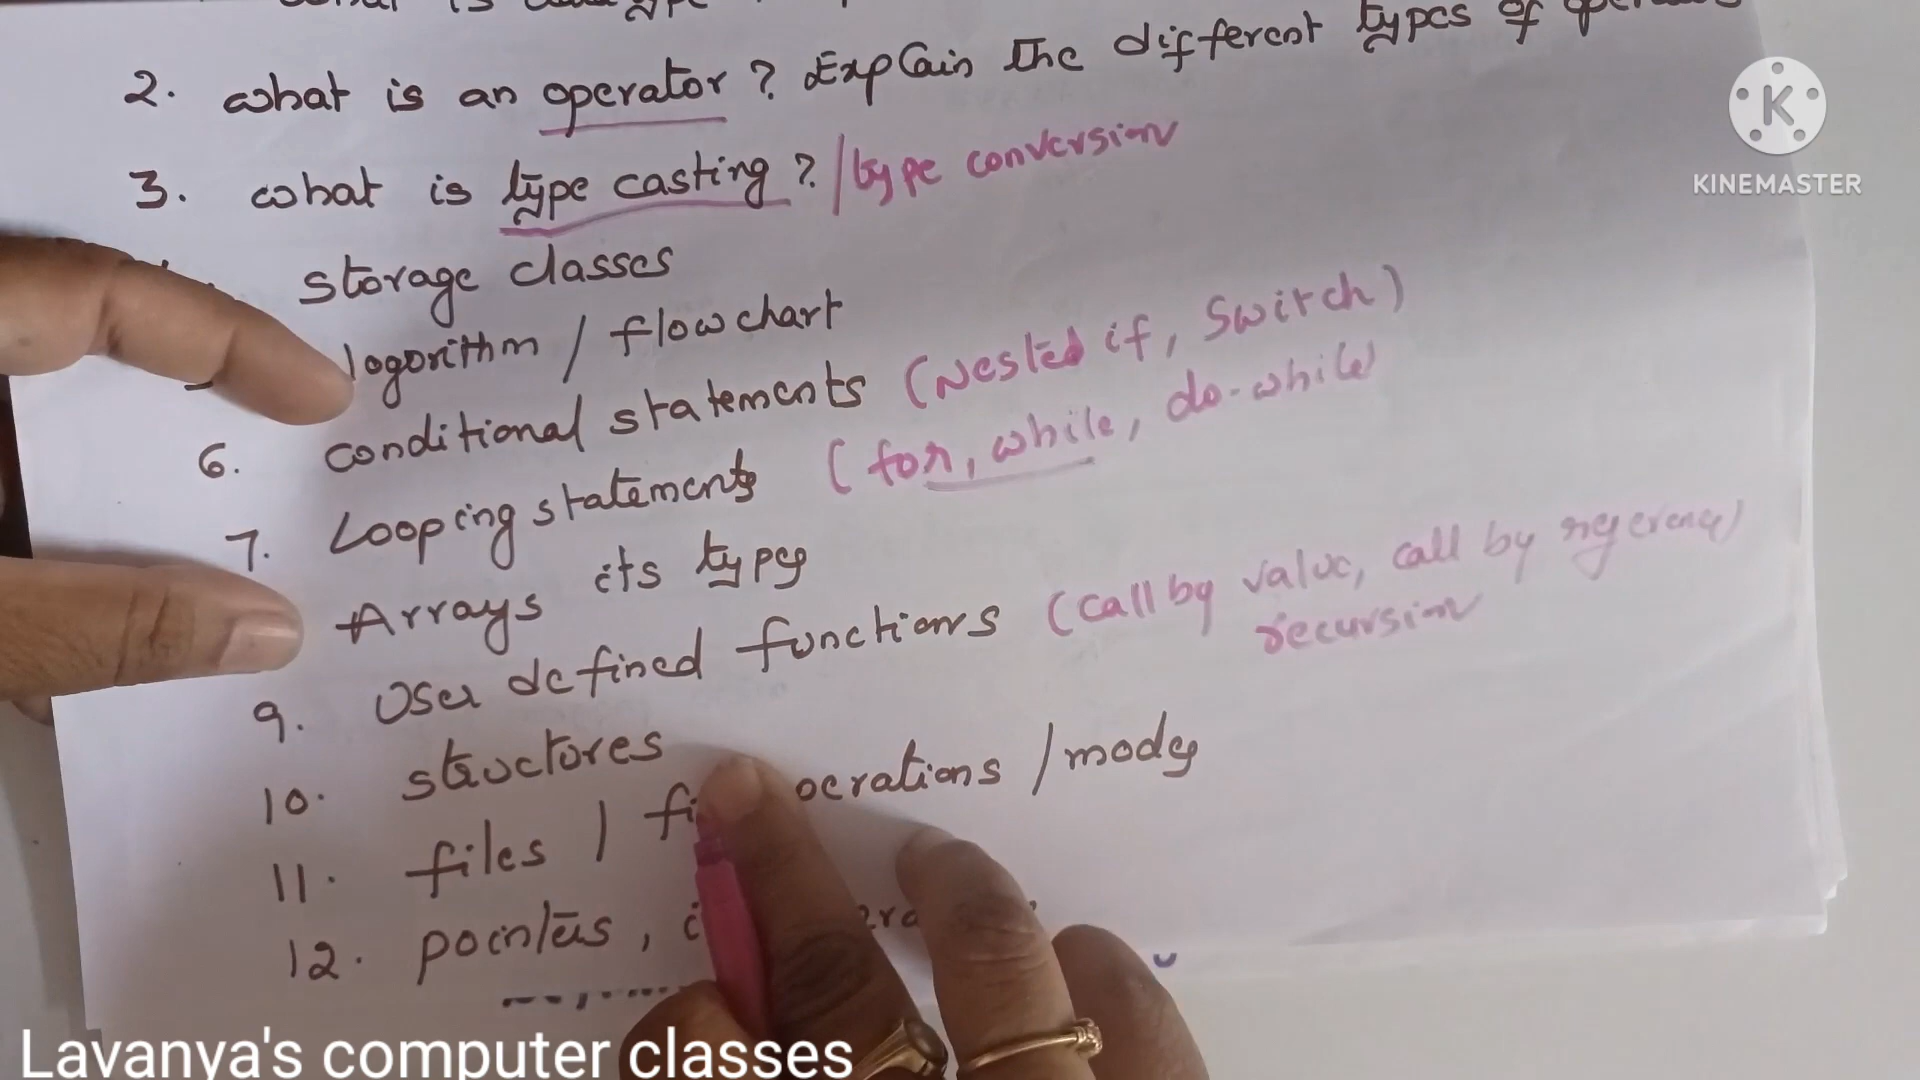 2. what is an operator? Explain the different types of
KINEMASTER
3. what is type casting? / type conversion
storage classes
logorithm / flowchart
6. conditional statements (Nested if, Switch)
7. Looping statements (for, while, do-while)
Arrays its types
9. User defined functions (call by value, call by reference)
recursion
10. structures
11. files / operations / modes
12. pointers,
Lavanya's computer classes